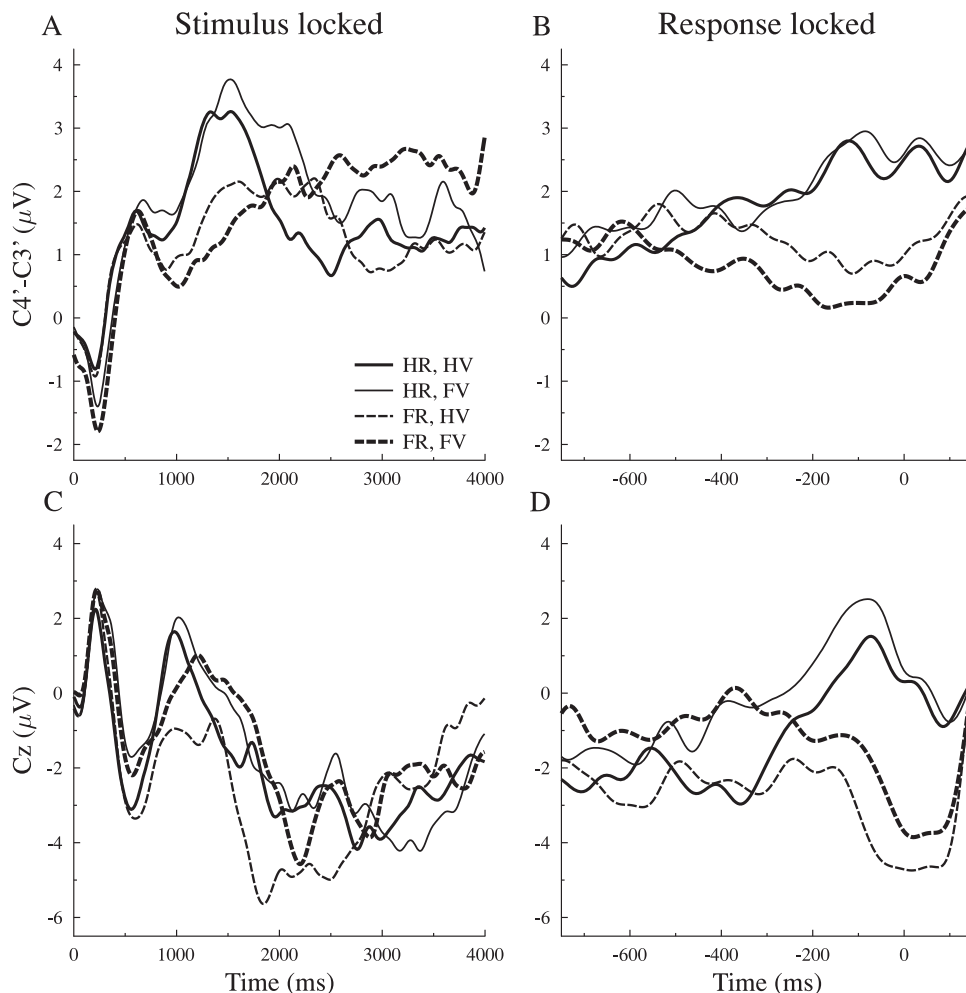 A Stimulus locked
B Response locked
C4'-C3' (μV)
4
3
2
1
0
-1
-2
4
3
2
1
0
-1
-2
HR, HV
HR, FV
FR, HV
FR, FV
0 1000 2000 3000 4000
-600 -400 -200 0
C
D
Cz (μV)
4
2
0
-2
-4
-6
4
2
0
-2
-4
-6
0 1000 2000 3000 4000
-600 -400 -200 0
Time (ms)
Time (ms)